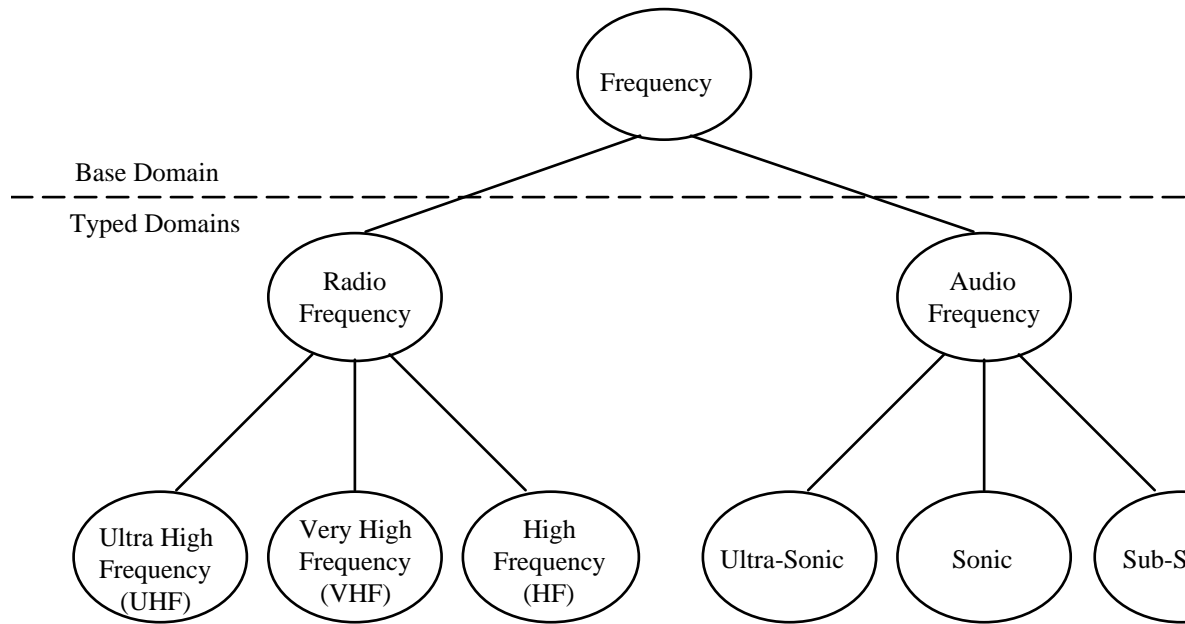 Frequency
Base Domain
Typed Domains
Radio
Frequency
Audio
Frequency
Ultra High
Frequency
(UHF)
Very High
Frequency
(VHF)
High
Frequency
(HF)
Ultra-Sonic
Sonic